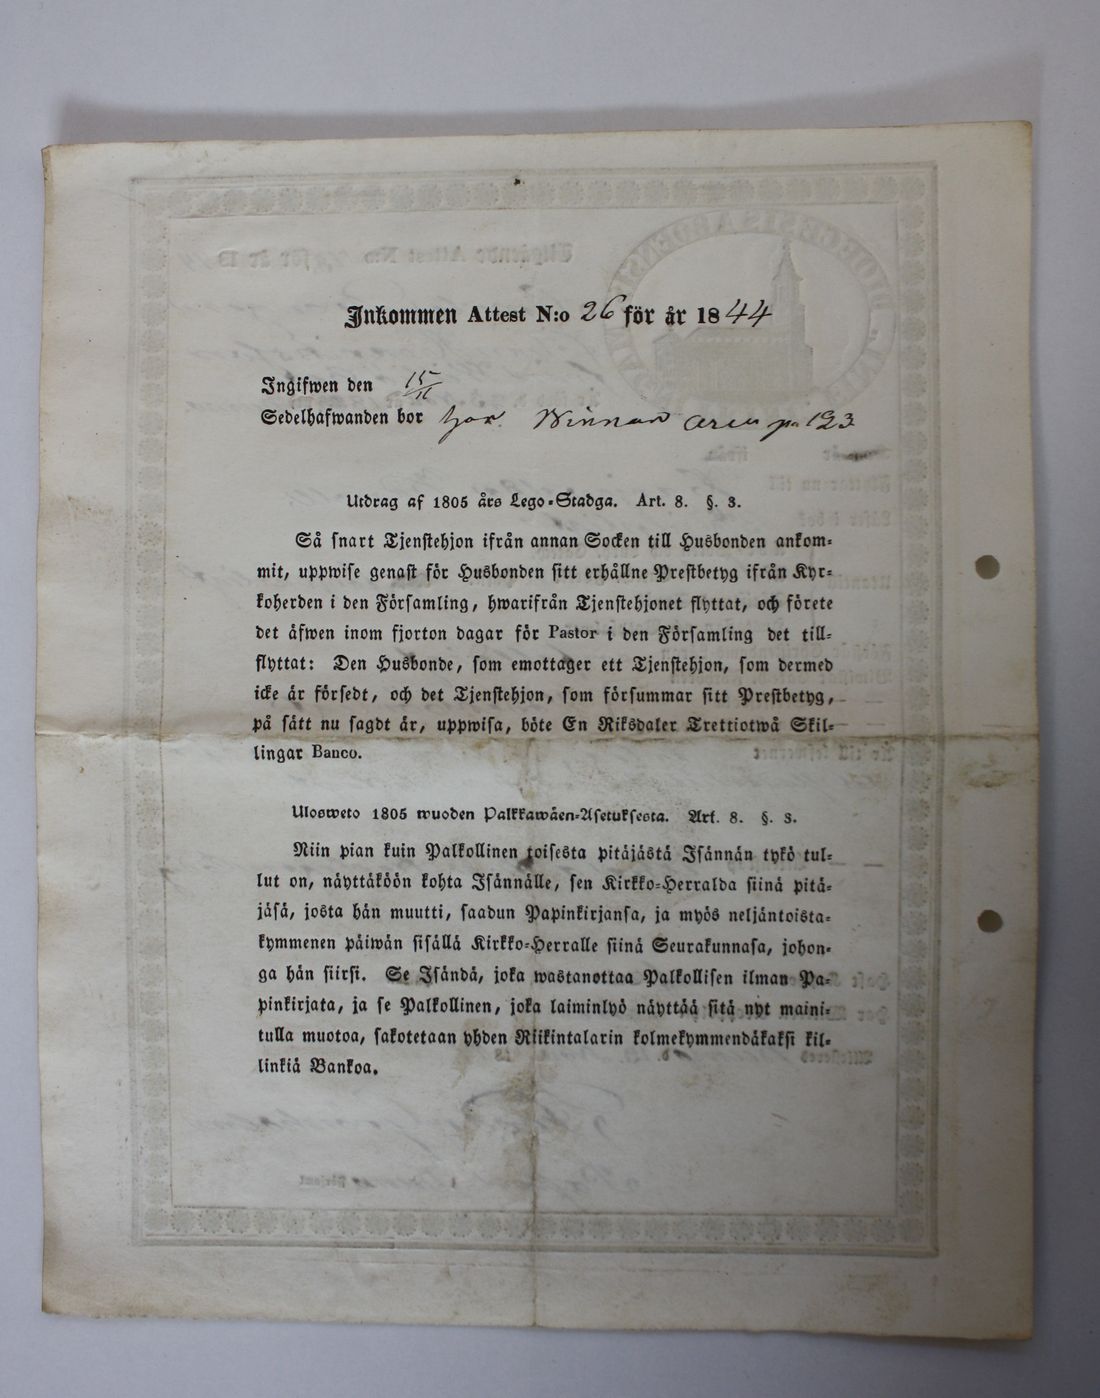 Inkommen Attest N:o 26 för år 1844
Ingifwen den 15/11
Sedelhafwanden bor hos 193
Utdrag af 1805 års Lego-Stadga. Art. 8. §. 3.
Så snart Tjenstehjon ifrån annan Socken till Husbonden ankom-
mit, uppwise genast för Husbonden sitt erhållne Prestbetyg ifrån Kyr-
koherden i den Församling, hwarifrån Tjenstehjonet flyttat, och förete
det äfwen inom fjorton dagar för Pastor i den Församling det till-
flyttat: Den Husbonde, som emottager ett Tjenstehjon, som dermed
icke är försedt, och det Tjenstehjon, som försummar sitt Prestbetyg,
på sätt nu sagdt är, uppwisa, böte En Riksdaler Trettiotwå Skil-
lingar Banco.
Ulosweto 1805 wuoden Palkkawäen-Asetuksesta. Art. 8. §. 3.
Niin pian kuin Palkollinen toisesta pitäjästä Isännän tykö tul-
lut on, näyttäköön kohta Isännälle, sen Kirkko-Herralda siinä pitä-
jäsä, josta hän muutti, saadun Papinkirjansa, ja myös neljäntoista-
kymmenen päiwän sisällä Kirkko-Herralle siinä Seurakunnasa, johon-
ga hän siirsi. Se Isändä, joka wastanottaa Palkollisen ilman Pa-
pinkirjata, ja se Palkollinen, joka laiminlyö näyttää sitä nyt maini-
tulla muotoa, sakotetaan yhden Riikintalarin kolmekymmendäkaksi kil-
linkiä Bankoa.